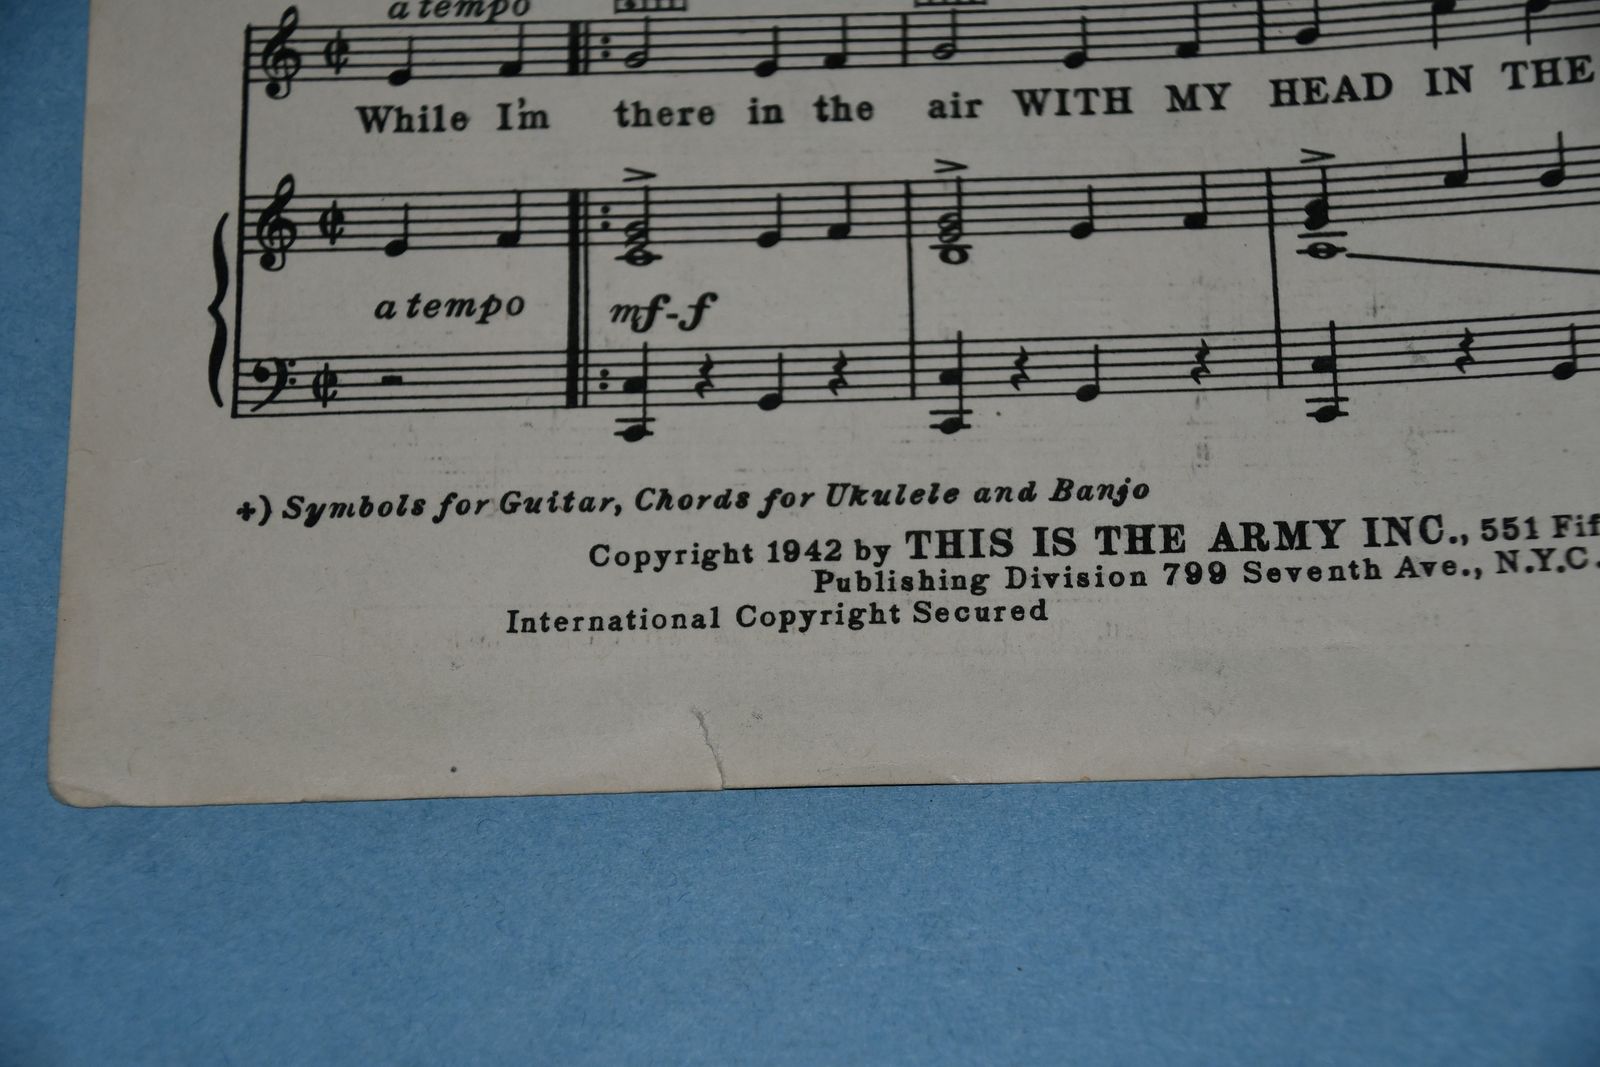 a tempo
While I'm there in the air WITH MY HEAD IN THE
a tempo mf-f
+) Symbols for Guitar, Chords for Ukulele and Banjo
Copyright 1942 by THIS IS THE ARMY INC., 551 Fif
Publishing Division 799 Seventh Ave., N.Y.C.
International Copyright Secured